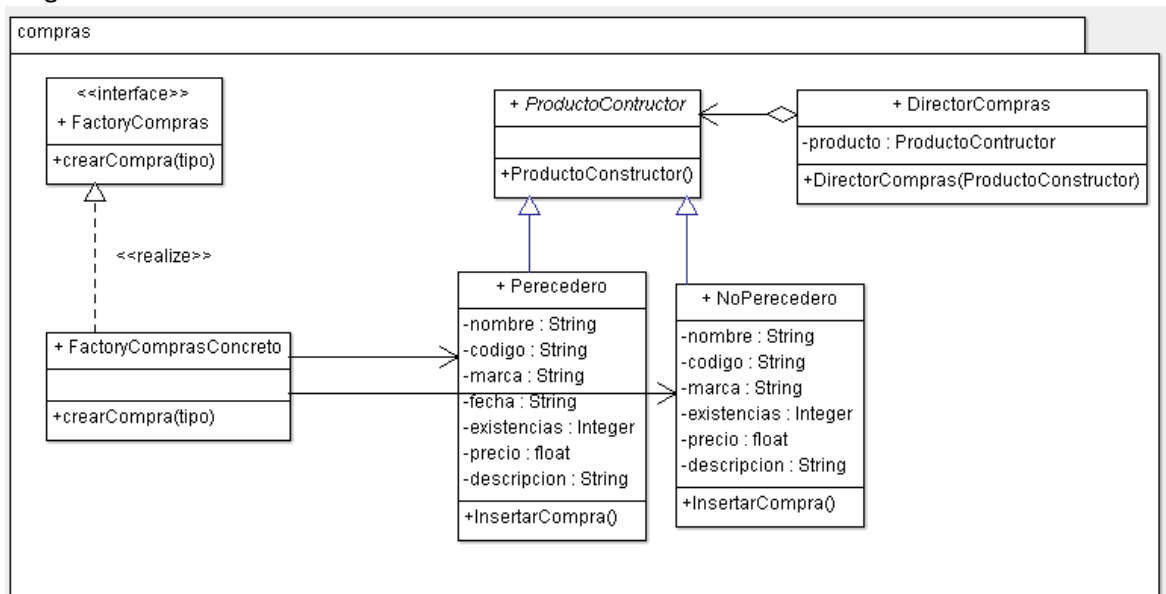 compras
<<interface>>
+ FactoryCompras
+crearCompra(tipo)
<<realize>>
+ FactoryComprasConcreto
+crearCompra(tipo)
+ ProductoContructor
+ProductoConstructor()
+ DirectorCompras
-producto : ProductoContructor
+DirectorCompras(ProductoConstructor)
+ Perecedero
-nombre : String
-codigo : String
-marca : String
-fecha : String
-existencias : Integer
-precio : float
-descripcion : String
+InsertarCompra()
+ NoPerecedero
-nombre : String
-codigo : String
-marca : String
-existencias : Integer
-precio : float
-descripcion : String
+InsertarCompra()